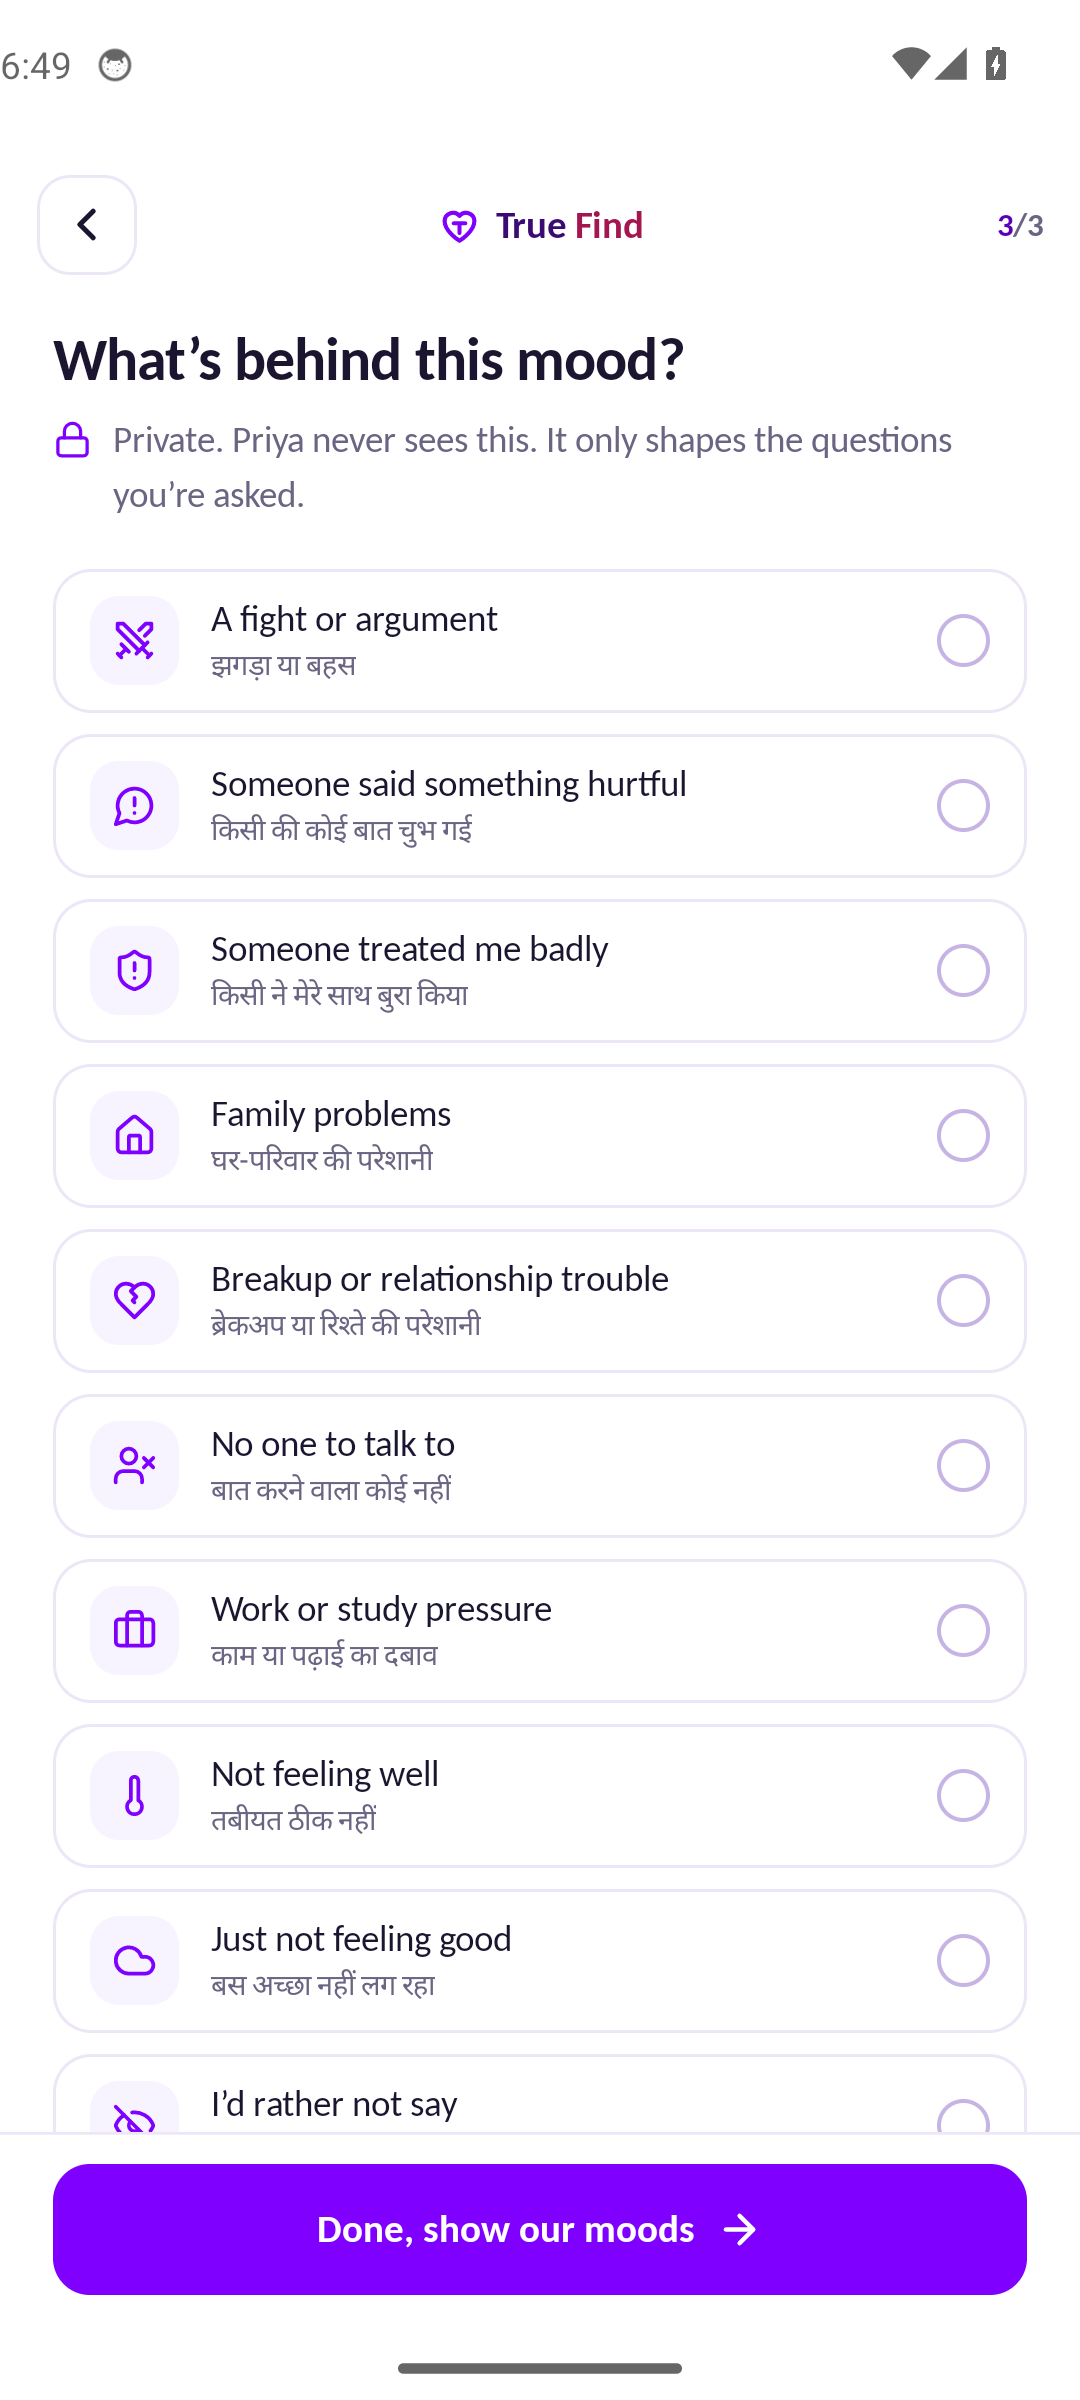 6:49
True Find
3/3
What’s behind this mood?
Private. Priya never sees this. It only shapes the questions
you’re asked.
A fight or argument
झगड़ा या बहस
Someone said something hurtful
किसी की कोई बात चुभ गई
Someone treated me badly
किसी ने मेरे साथ बुरा किया
Family problems
घर-परिवार की परेशानी
Breakup or relationship trouble
ब्रेकअप या रिश्ते की परेशानी
No one to talk to
बात करने वाला कोई नहीं
Work or study pressure
काम या पढ़ाई का दबाव
Not feeling well
तबीयत ठीक नहीं
Just not feeling good
बस अच्छा नहीं लग रहा
I’d rather not say
Done, show our moods